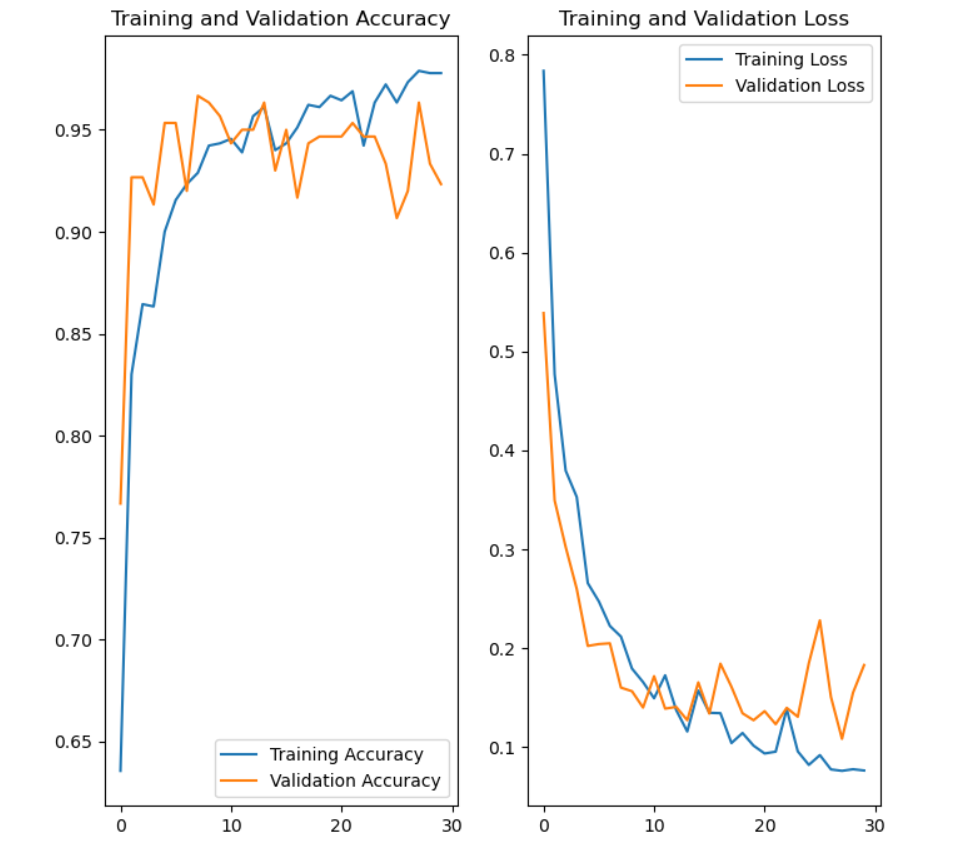 Training and Validation Accuracy
0.95
0.90
0.85
0.80
0.75
0.70
0.65
Training Accuracy
Validation Accuracy
0 10 20 30
Training and Validation Loss
0.8
0.7
0.6
0.5
0.4
0.3
0.2
0.1
Training Loss
Validation Loss
0 10 20 30